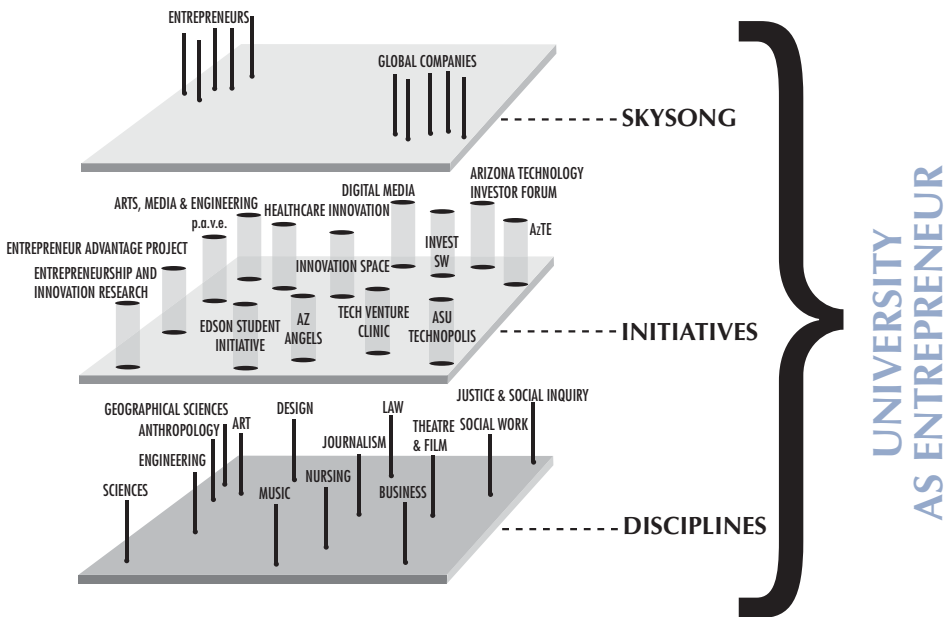 ENTREPRENEURS
GLOBAL COMPANIES
SKYSONG
ARIZONA TECHNOLOGY
INVESTOR FORUM
DIGITAL MEDIA
ARTS, MEDIA & ENGINEERING
HEALTHCARE INNOVATION
p.a.v.e.
AzTE
ENTREPRENEUR ADVANTAGE PROJECT
INVEST
SW
ENTREPRENEURSHIP AND
INNOVATION RESEARCH
INNOVATION SPACE
EDSON STUDENT
INITIATIVE
AZ
ANGELS
TECH VENTURE
CLINIC
ASU
TECHNOPOLIS
INITIATIVES
JUSTICE & SOCIAL INQUIRY
GEOGRAPHICAL SCIENCES
DESIGN
LAW
ANTHROPOLOGY
ART
THEATRE
& FILM
SOCIAL WORK
JOURNALISM
ENGINEERING
NURSING
SCIENCES
MUSIC
BUSINESS
DISCIPLINES
UNIVERSITY
AS ENTREPRENEUR